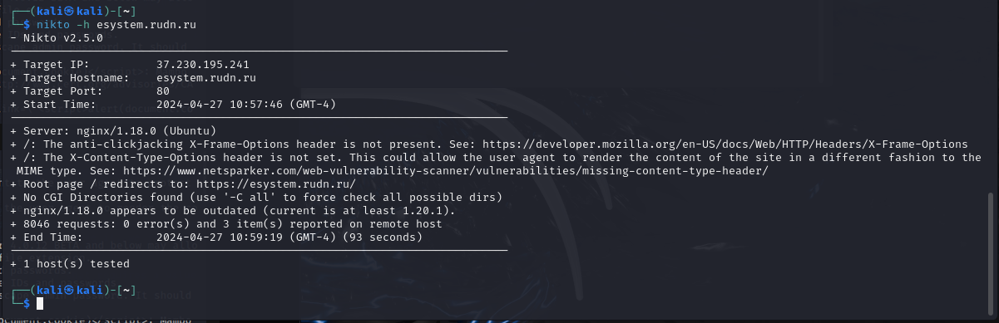 ┌──(kali㉿kali)-[~]
└─$ nikto -h esystem.rudn.ru
- Nikto v2.5.0
---------------------------------------------------------------------------
+ Target IP:          37.230.195.241
+ Target Hostname:    esystem.rudn.ru
+ Target Port:        80
+ Start Time:         2024-04-27 10:57:46 (GMT-4)
---------------------------------------------------------------------------
+ Server: nginx/1.18.0 (Ubuntu)
+ /: The anti-clickjacking X-Frame-Options header is not present. See: https://developer.mozilla.org/en-US/docs/Web/HTTP/Headers/X-Frame-Options
+ /: The X-Content-Type-Options header is not set. This could allow the user agent to render the content of the site in a different fashion to the
MIME type. See: https://www.netsparker.com/web-vulnerability-scanner/vulnerabilities/missing-content-type-header/
+ Root page / redirects to: https://esystem.rudn.ru/
+ No CGI Directories found (use '-C all' to force check all possible dirs)
+ nginx/1.18.0 appears to be outdated (current is at least 1.20.1).
+ 8046 requests: 0 error(s) and 3 item(s) reported on remote host
+ End Time:           2024-04-27 10:59:19 (GMT-4) (93 seconds)
---------------------------------------------------------------------------
+ 1 host(s) tested
┌──(kali㉿kali)-[~]
└─$